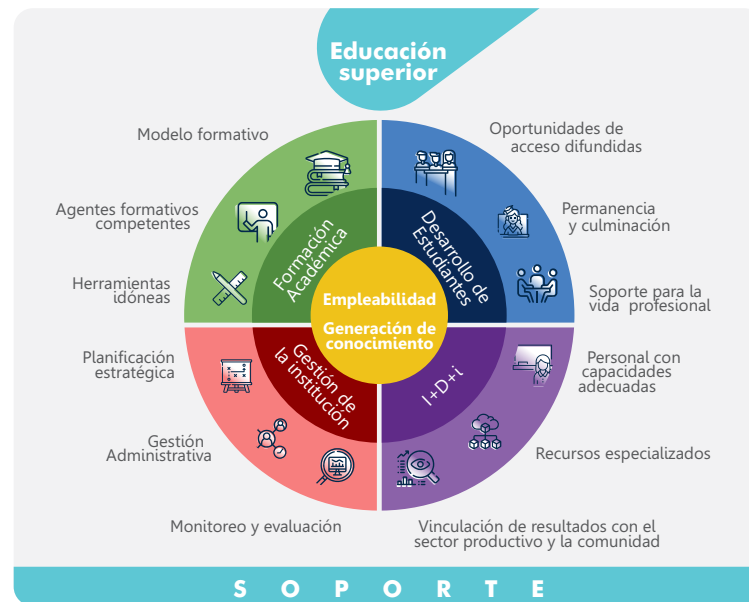 Educación
superior
Modelo formativo
Agentes formativos
competentes
Herramientas
idóneas
Oportunidades de
acceso difundidas
Permanencia
y culminación
Soporte para la
vida profesional
Formación
Académica
Desarrollo de
Estudiantes
Empleabilidad
Generación de
conocimiento
Gestión de
la institución
I+D+i
Planificación
estratégica
Gestión
Administrativa
Monitoreo y evaluación
Personal con
capacidades
adecuadas
Recursos especializados
Vinculación de resultados con el
sector productivo y la comunidad
SOPORTE